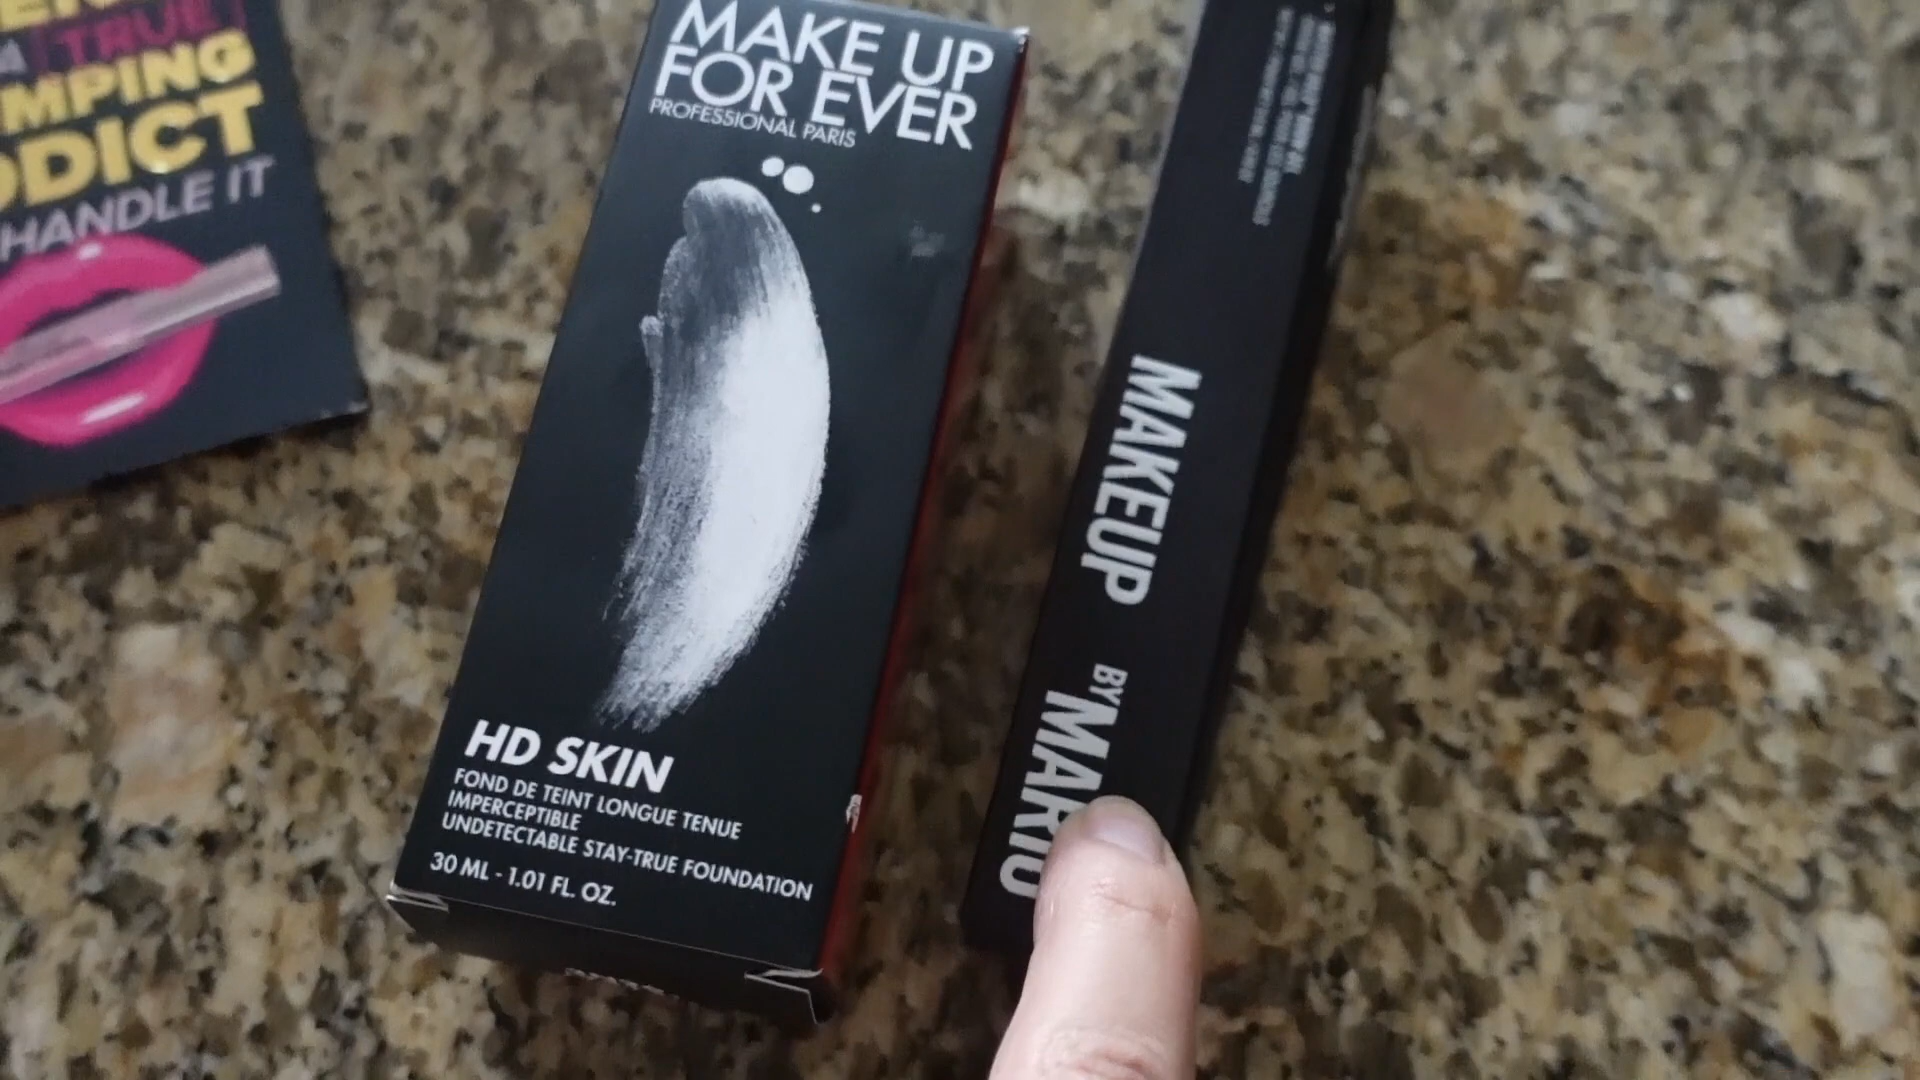 A TRUE
MPING
DDICT
HANDLE IT
MAKE UP
FOR EVER
PROFESSIONAL PARIS
HD SKIN
FOND DE TEINT LONGUE TENUE
IMPERCEPTIBLE
UNDETECTABLE STAY-TRUE FOUNDATION
30 ML - 1.01 FL. OZ.
MAKEUP
BY MARIO